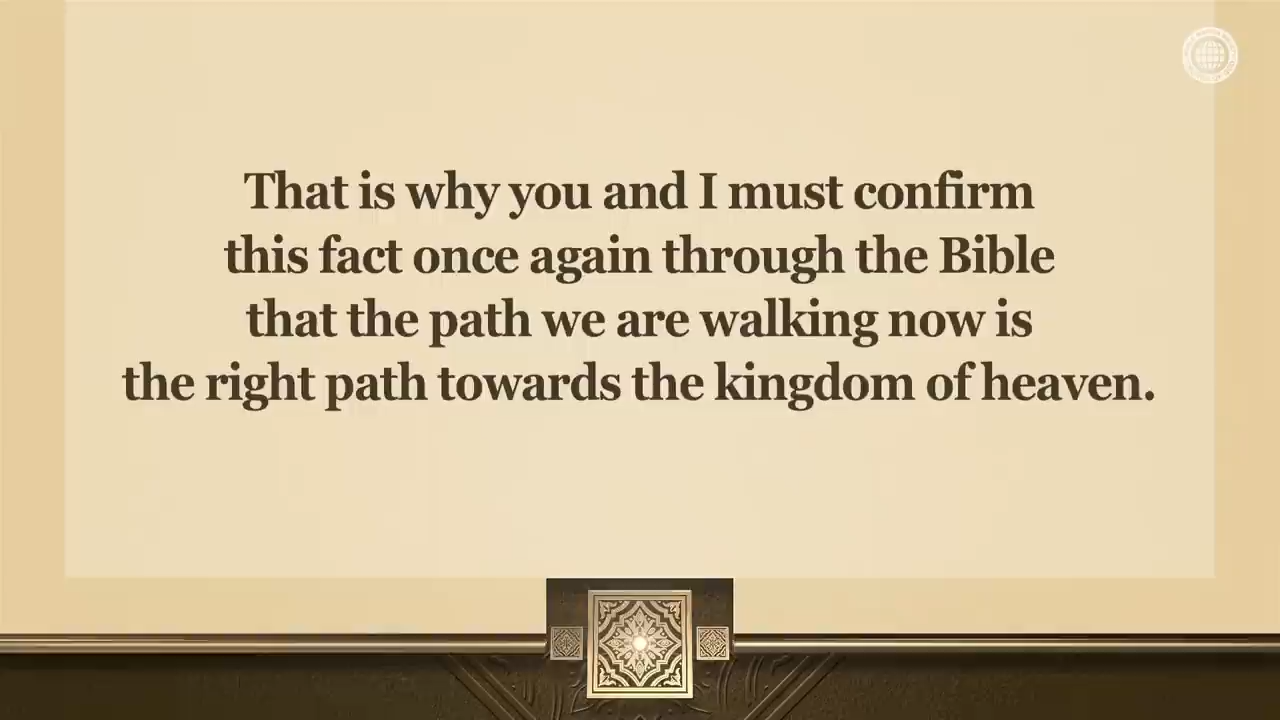 That is why you and I must confirm
this fact once again through the Bible
that the path we are walking now is
the right path towards the kingdom of heaven.